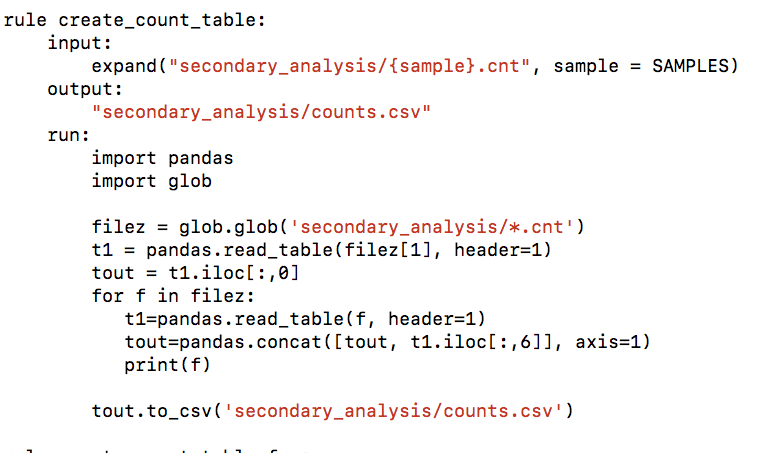 rule create_count_table:
    input:
        expand("secondary_analysis/{sample}.cnt", sample = SAMPLES)
    output:
        "secondary_analysis/counts.csv"
    run:
        import pandas
        import glob

        filez = glob.glob('secondary_analysis/*.cnt')
        t1 = pandas.read_table(filez[1], header=1)
        tout = t1.iloc[:,0]
        for f in filez:
           t1=pandas.read_table(f, header=1)
           tout=pandas.concat([tout, t1.iloc[:,6]], axis=1)
           print(f)

        tout.to_csv('secondary_analysis/counts.csv')